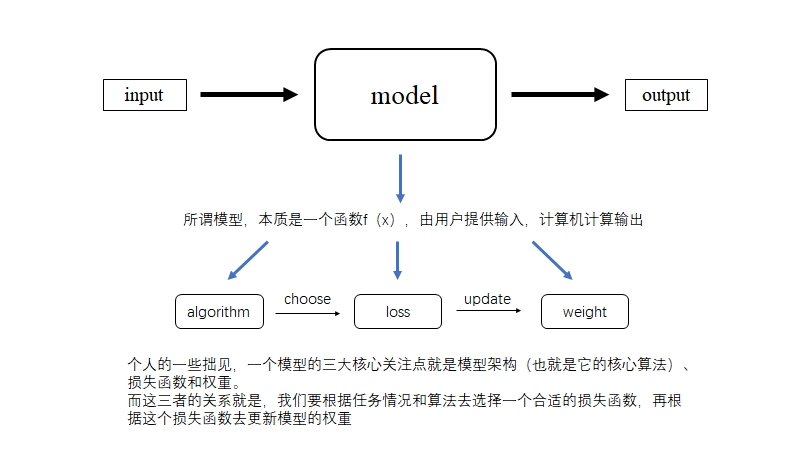 input
model
output
所谓模型，本质是一个函数f（x），由用户提供输入，计算机计算输出
algorithm
choose
loss
update
weight
个人的一些拙见，一个模型的三大核心关注点就是模型架构（也就是它的核心算法）、
损失函数和权重。
而这三者的关系就是，我们要根据任务情况和算法去选择一个合适的损失函数，再根
据这个损失函数去更新模型的权重